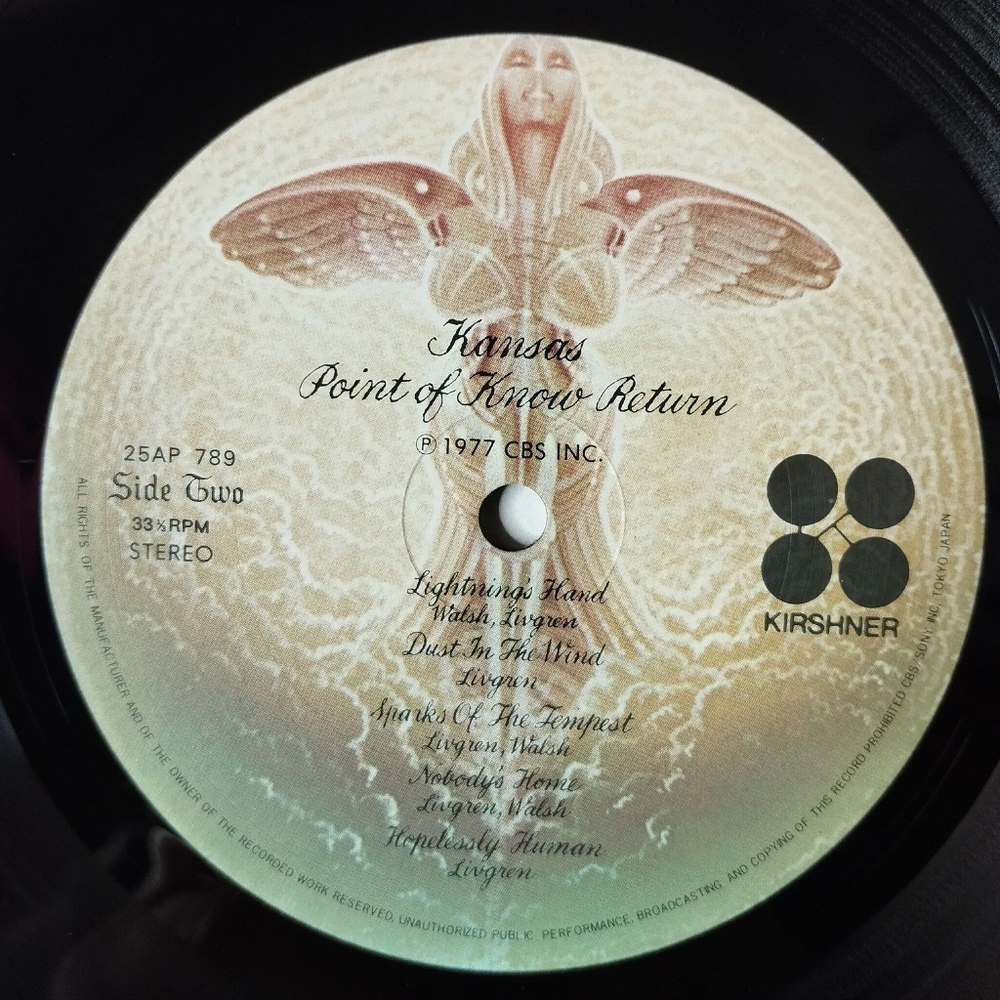 Kansas
Point of Know Return
℗ 1977 CBS INC.
25AP 789
Side Two
33⅓ RPM
STEREO
KIRSHNER
Lightning's Hand
Walsh, Livgren
Dust In The Wind
Livgren
Sparks Of The Tempest
Livgren, Walsh
Nobody's Home
Livgren, Walsh
Hopelessly Human
Livgren
ALL RIGHTS OF THE MANUFACTURER AND OF THE OWNER OF THE RECORDED WORK RESERVED, UNAUTHORIZED PUBLIC PERFORMANCE, BROADCASTING AND COPYING OF THIS RECORD PROHIBITED CBS/SONY INC. TOKYO JAPAN